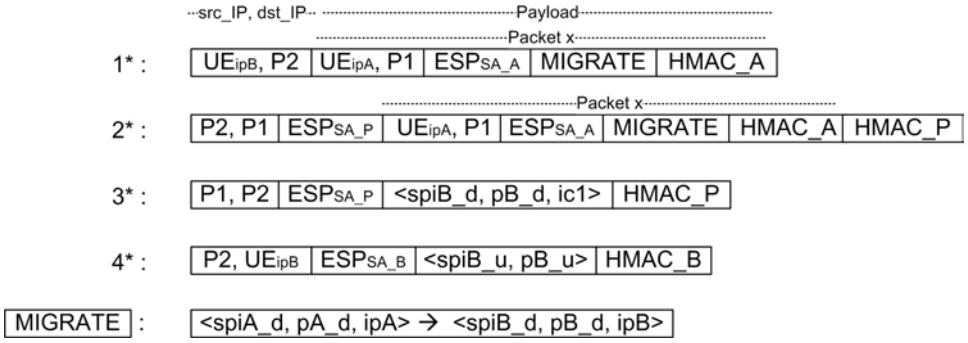 src_IP, dst_IP Payload
Packet x
1* : UEipB, P2 UEipA, P1 ESPSA_A MIGRATE HMAC_A
Packet x
2* : P2, P1 ESPSA_P UEipA, P1 ESPSA_A MIGRATE HMAC_A HMAC_P
3* : P1, P2 ESPSA_P <spiB_d, pB_d, ic1> HMAC_P
4* : P2, UEipB ESPSA_B <spiB_u, pB_u> HMAC_B
MIGRATE : <spiA_d, pA_d, ipA> → <spiB_d, pB_d, ipB>